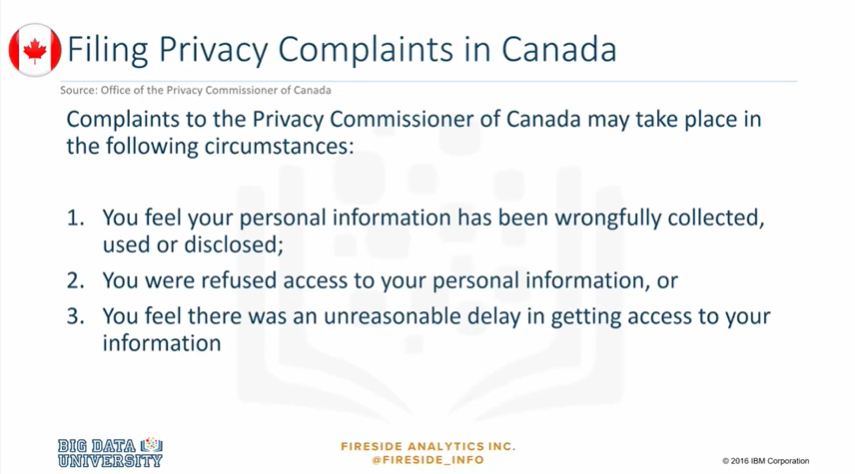 Filing Privacy Complaints in Canada
Source: Office of the Privacy Commissioner of Canada
Complaints to the Privacy Commissioner of Canada may take place in
the following circumstances:
1. You feel your personal information has been wrongfully collected,
used or disclosed;
2. You were refused access to your personal information, or
3. You feel there was an unreasonable delay in getting access to your
information
BIG DATA
UNIVERSITY
FIRESIDE ANALYTICS INC.
@FIRESIDE_INFO
© 2016 IBM Corporation